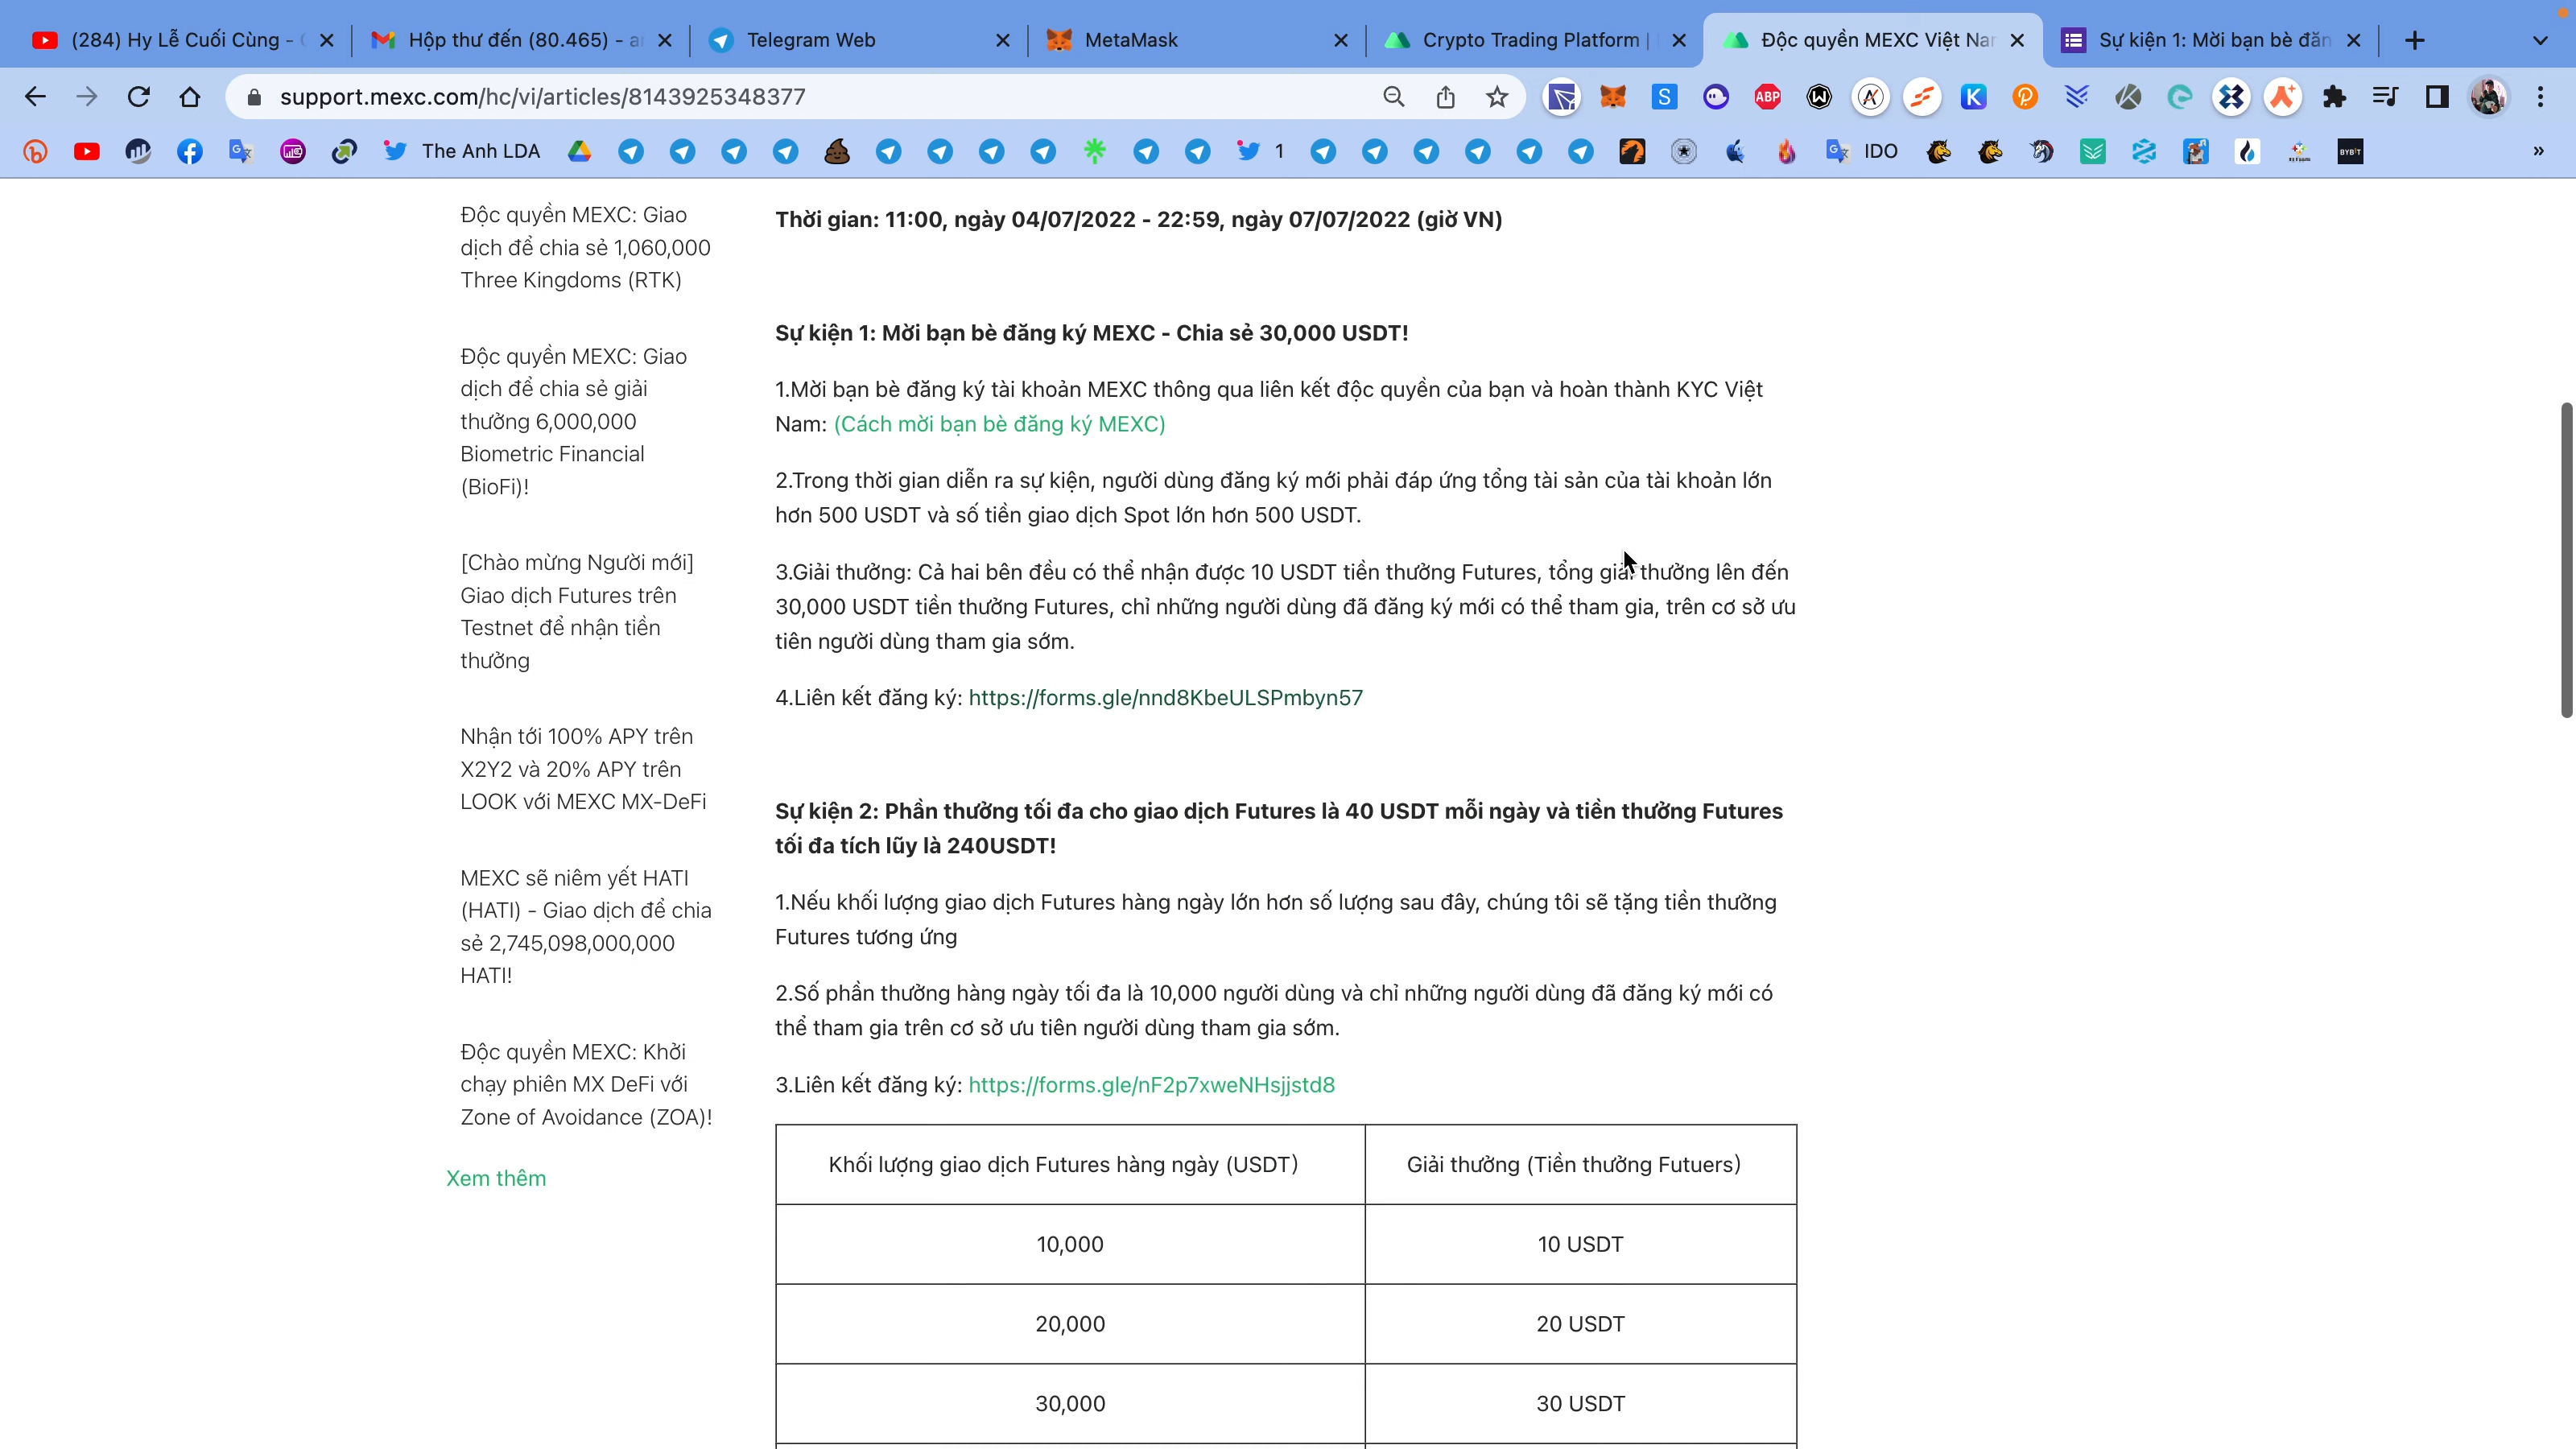 (284) Hy Lễ Cuối Cùng -
Hộp thư đến (80.465) -
Telegram Web
MetaMask
Crypto Trading Platform |
Độc quyền MEXC Việt Nar
Sự kiện 1: Mời bạn bè đăn
support.mexc.com/hc/vi/articles/8143925348377
The Anh LDA
1
IDO
Độc quyền MEXC: Giao
dịch để chia sẻ 1,060,000
Three Kingdoms (RTK)
Độc quyền MEXC: Giao
dịch để chia sẻ giải
thưởng 6,000,000
Biometric Financial
(BioFi)!
[Chào mừng Người mới]
Giao dịch Futures trên
Testnet để nhận tiền
thưởng
Nhận tới 100% APY trên
X2Y2 và 20% APY trên
LOOK với MEXC MX-DeFi
MEXC sẽ niêm yết HATI
(HATI) - Giao dịch để chia
sẻ 2,745,098,000,000
HATI!
Độc quyền MEXC: Khởi
chạy phiên MX DeFi với
Zone of Avoidance (ZOA)!
Xem thêm
Thời gian: 11:00, ngày 04/07/2022 - 22:59, ngày 07/07/2022 (giờ VN)
Sự kiện 1: Mời bạn bè đăng ký MEXC - Chia sẻ 30,000 USDT!
1.Mời bạn bè đăng ký tài khoản MEXC thông qua liên kết độc quyền của bạn và hoàn thành KYC Việt
Nam: (Cách mời bạn bè đăng ký MEXC)
2.Trong thời gian diễn ra sự kiện, người dùng đăng ký mới phải đáp ứng tổng tài sản của tài khoản lớn
hơn 500 USDT và số tiền giao dịch Spot lớn hơn 500 USDT.
3.Giải thưởng: Cả hai bên đều có thể nhận được 10 USDT tiền thưởng Futures, tổng giải thưởng lên đến
30,000 USDT tiền thưởng Futures, chỉ những người dùng đã đăng ký mới có thể tham gia, trên cơ sở ưu
tiên người dùng tham gia sớm.
4.Liên kết đăng ký: https://forms.gle/nnd8KbeULSPmbyn57
Sự kiện 2: Phần thưởng tối đa cho giao dịch Futures là 40 USDT mỗi ngày và tiền thưởng Futures
tối đa tích lũy là 240USDT!
1.Nếu khối lượng giao dịch Futures hàng ngày lớn hơn số lượng sau đây, chúng tôi sẽ tặng tiền thưởng
Futures tương ứng
2.Số phần thưởng hàng ngày tối đa là 10,000 người dùng và chỉ những người dùng đã đăng ký mới có
thể tham gia trên cơ sở ưu tiên người dùng tham gia sớm.
3.Liên kết đăng ký: https://forms.gle/nF2p7xweNHsjjstd8
Khối lượng giao dịch Futures hàng ngày (USDT) Giải thưởng (Tiền thưởng Futuers)
10,000 10 USDT
20,000 20 USDT
30,000 30 USDT